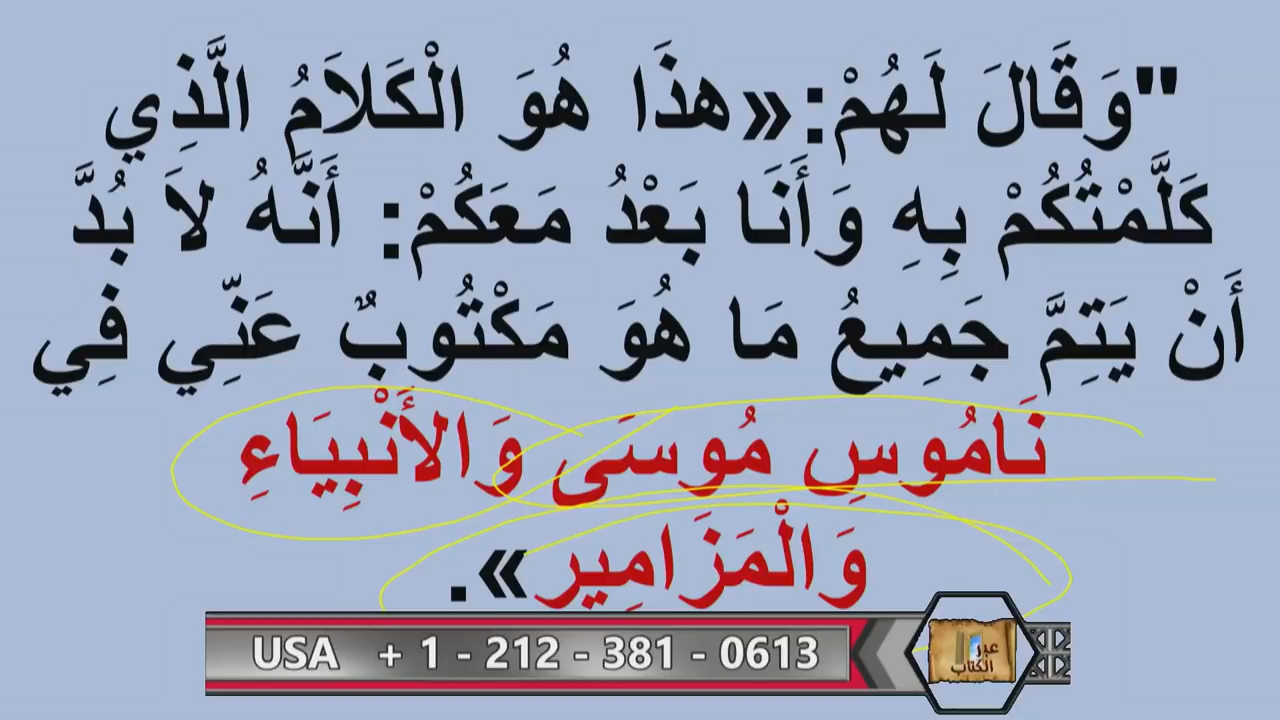 "وَقَالَ لَهُمْ:«هذَا هُوَ الْكَلاَمُ الَّذِي
كَلَّمْتُكُمْ بِهِ وَأَنَا بَعْدُ مَعَكُمْ: أَنَّهُ لاَ بُدَّ
أَنْ يَتِمَّ جَمِيعُ مَا هُوَ مَكْتُوبٌ عَنِّي فِي
نَامُوسِ مُوسَى وَالأَنْبِيَاءِ
وَالْمَزَامِيرِ».
USA + 1 - 212 - 381 - 0613
عبر
الكتاب